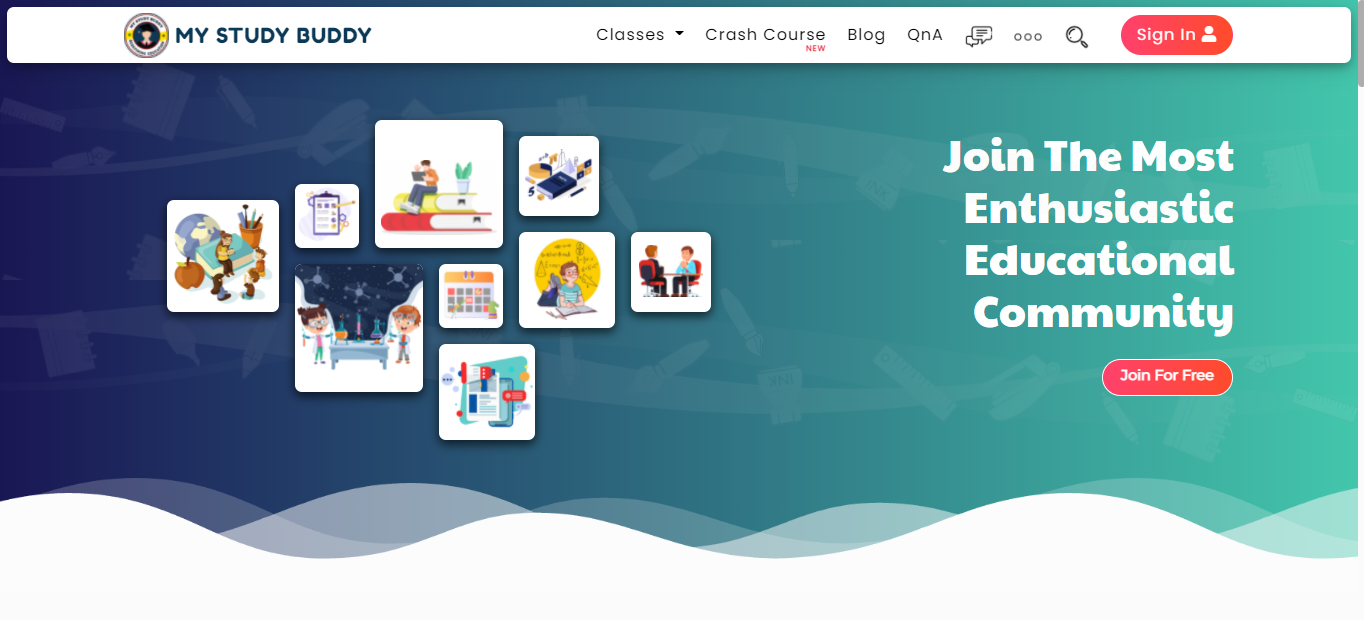 MY STUDY BUDDY
Classes
Crash Course
NEW
Blog
QnA
Sign In
Join The Most
Enthusiastic
Educational
Community
Join For Free